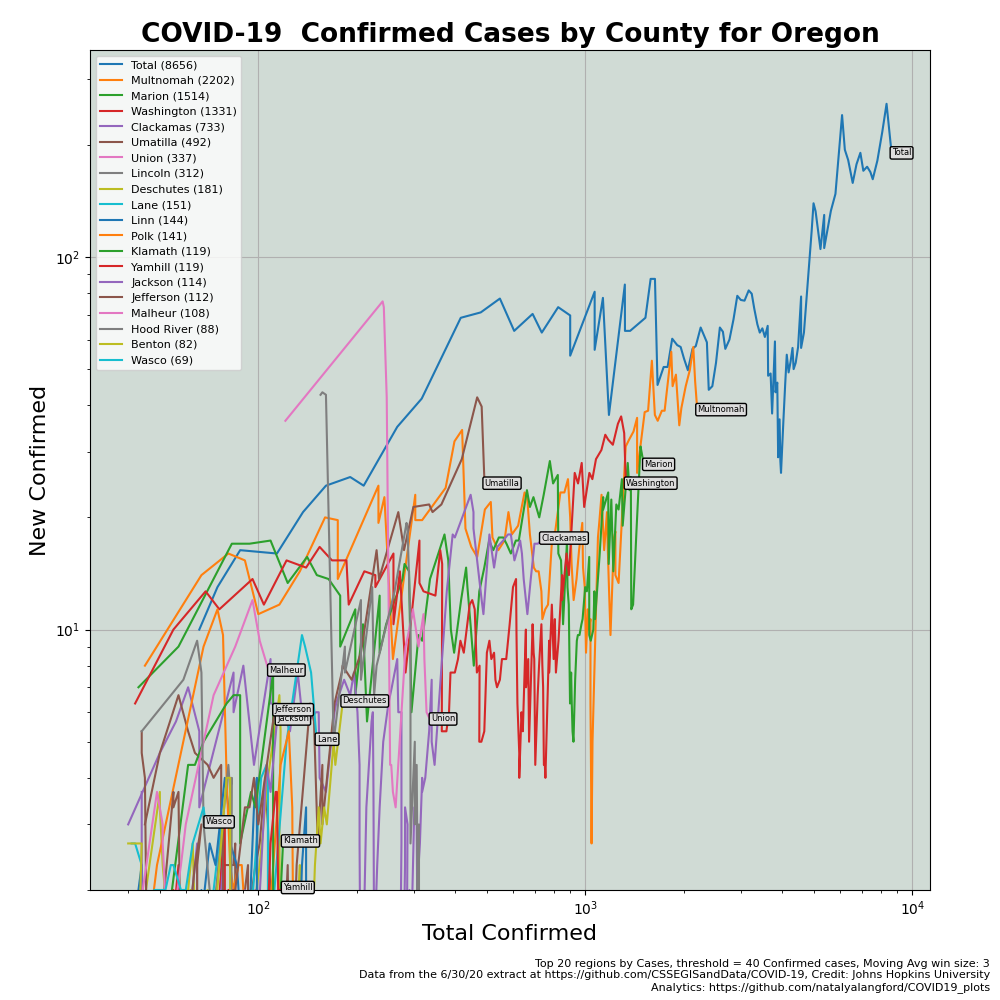 COVID-19 Confirmed Cases by County for Oregon
Total (8656)
Multnomah (2202)
Marion (1514)
Washington (1331)
Clackamas (733)
Umatilla (492)
Union (337)
Lincoln (312)
Deschutes (181)
Lane (151)
Linn (144)
Polk (141)
Klamath (119)
Yamhill (119)
Jackson (114)
Jefferson (112)
Malheur (108)
Hood River (88)
Benton (82)
Wasco (69)
Total
Multnomah
Marion
Washington
Umatilla
Clackamas
Malheur
Deschutes
Jefferson
Jackson
Union
Lane
Wasco
Klamath
Yamhill
New Confirmed
10²
10¹
10²
10³
10⁴
Total Confirmed
Top 20 regions by Cases, threshold = 40 Confirmed cases, Moving Avg win size: 3
Data from the 6/30/20 extract at https://github.com/CSSEGISandData/COVID-19, Credit: Johns Hopkins University
Analytics: https://github.com/natalyalangford/COVID19_plots